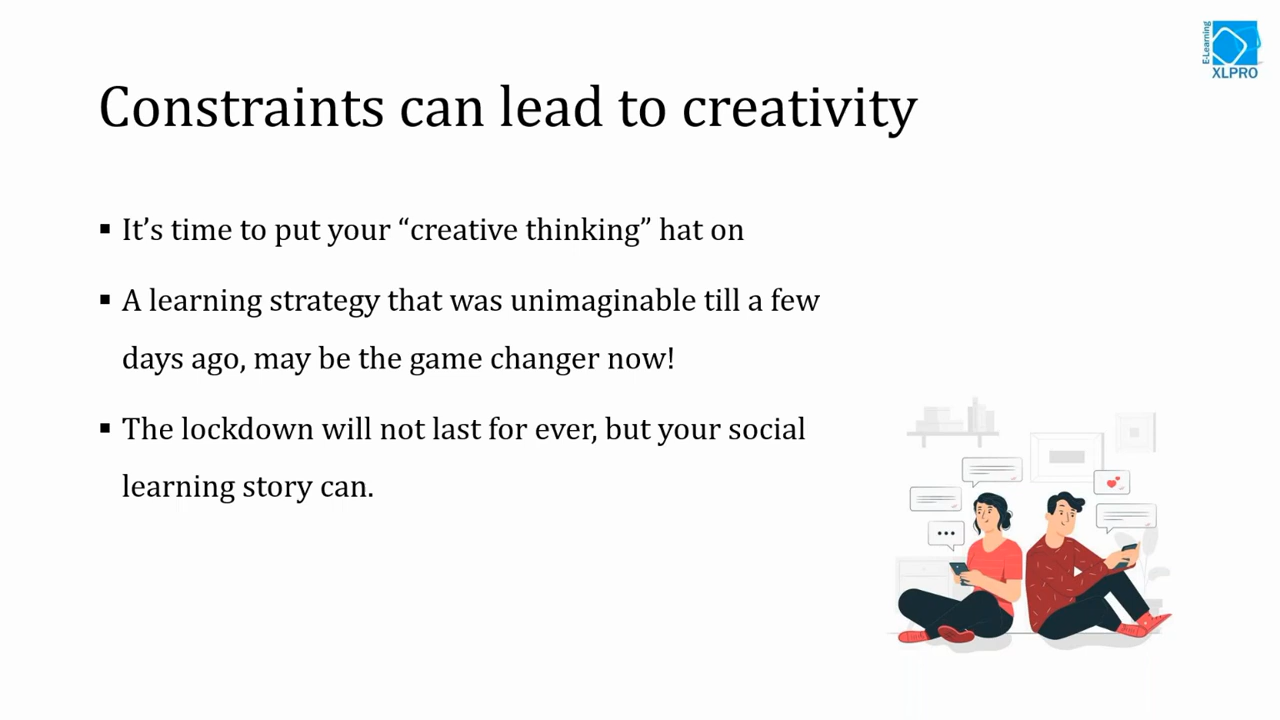 E-Learning
XLPRO
Constraints can lead to creativity
▪ It’s time to put your “creative thinking” hat on
▪ A learning strategy that was unimaginable till a few
days ago, may be the game changer now!
▪ The lockdown will not last for ever, but your social
learning story can.